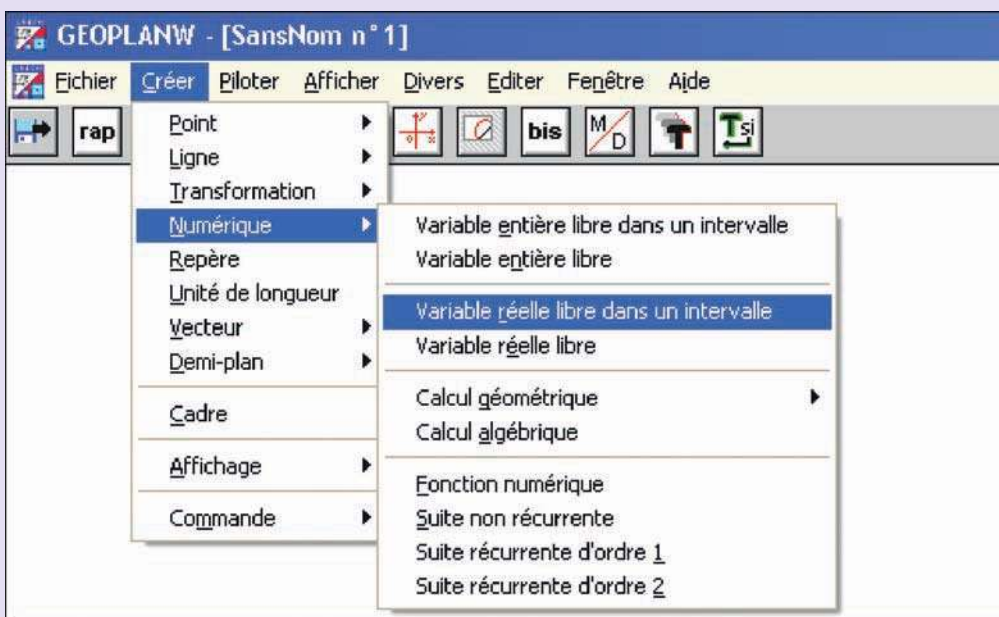 GEOPLANW - [SansNom n°1]
Fichier Créer Piloter Afficher Divers Editer Fenêtre Aide
rap bis M/D T Tsi
Point
Ligne
Transformation
Numérique
Repère
Unité de longueur
Vecteur
Demi-plan
Cadre
Affichage
Commande
Variable entière libre dans un intervalle
Variable entière libre
Variable réelle libre dans un intervalle
Variable réelle libre
Calcul géométrique
Calcul algébrique
Fonction numérique
Suite non récurrente
Suite récurrente d'ordre 1
Suite récurrente d'ordre 2